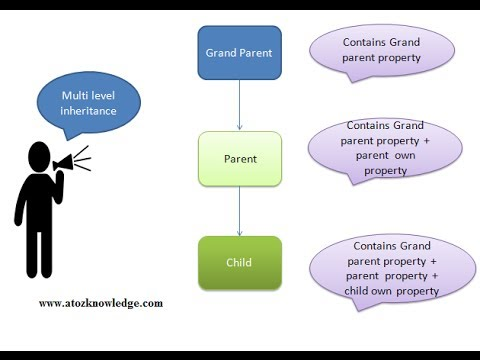 Multi level
inheritance
Grand Parent
Contains Grand
parent property
Parent
Contains Grand
parent property +
parent own
property
Child
Contains Grand
parent property +
parent property +
child own property
www.atozknowledge.com